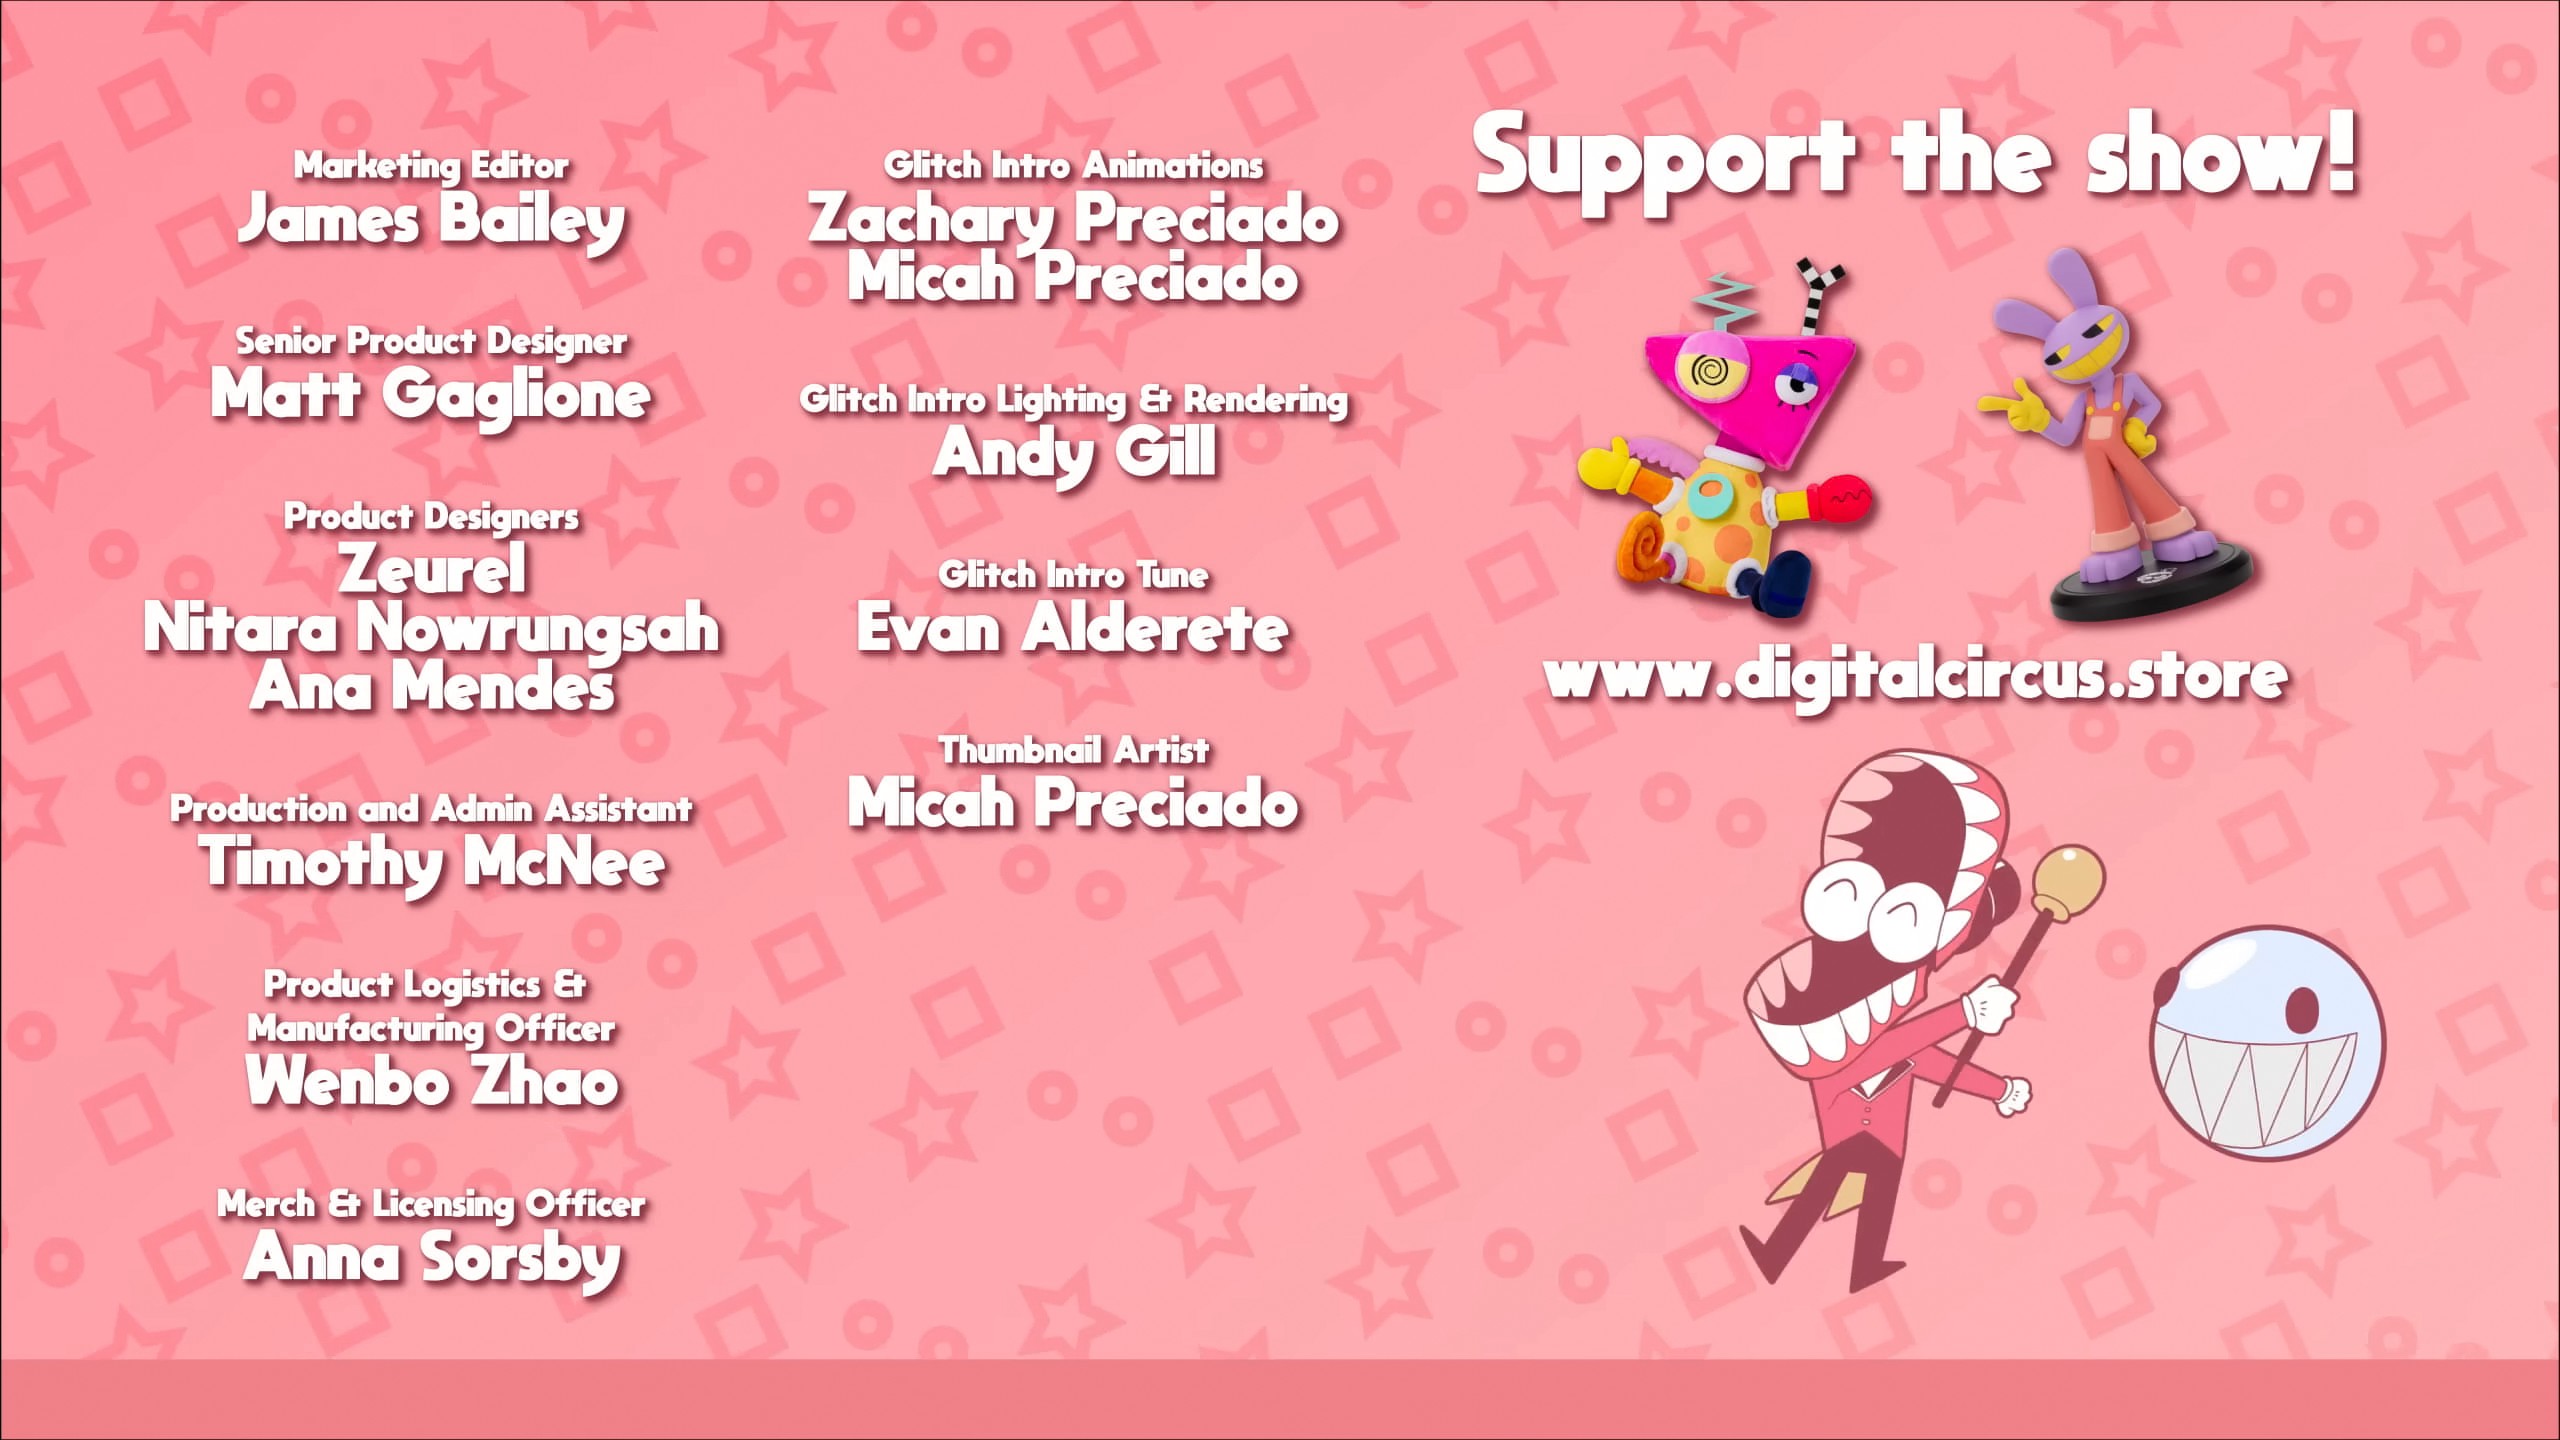 Marketing Editor
James Bailey
Senior Product Designer
Matt Gaglione
Product Designers
Zeurel
Nitara Nowrungsah
Ana Mendes
Production and Admin Assistant
Timothy McNee
Product Logistics &
Manufacturing Officer
Wenbo Zhao
Merch & Licensing Officer
Anna Sorsby
Glitch Intro Animations
Zachary Preciado
Micah Preciado
Glitch Intro Lighting & Rendering
Andy Gill
Glitch Intro Tune
Evan Alderete
Thumbnail Artist
Micah Preciado
Support the show!
www.digitalcircus.store